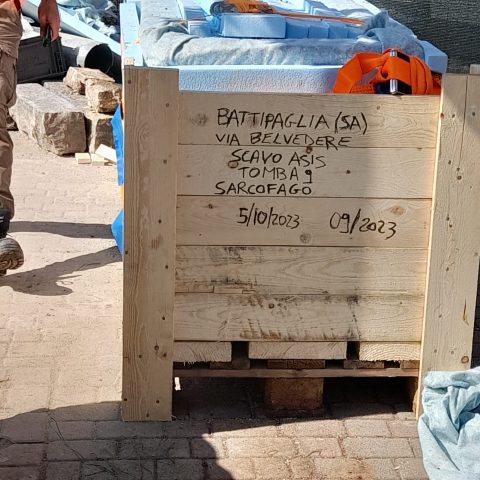 BATTIPAGLIA (SA)
VIA BELVEDERE
SCAVO ASIS
TOMBA 9
SARCOFAGO
5/10/2023 09/2023